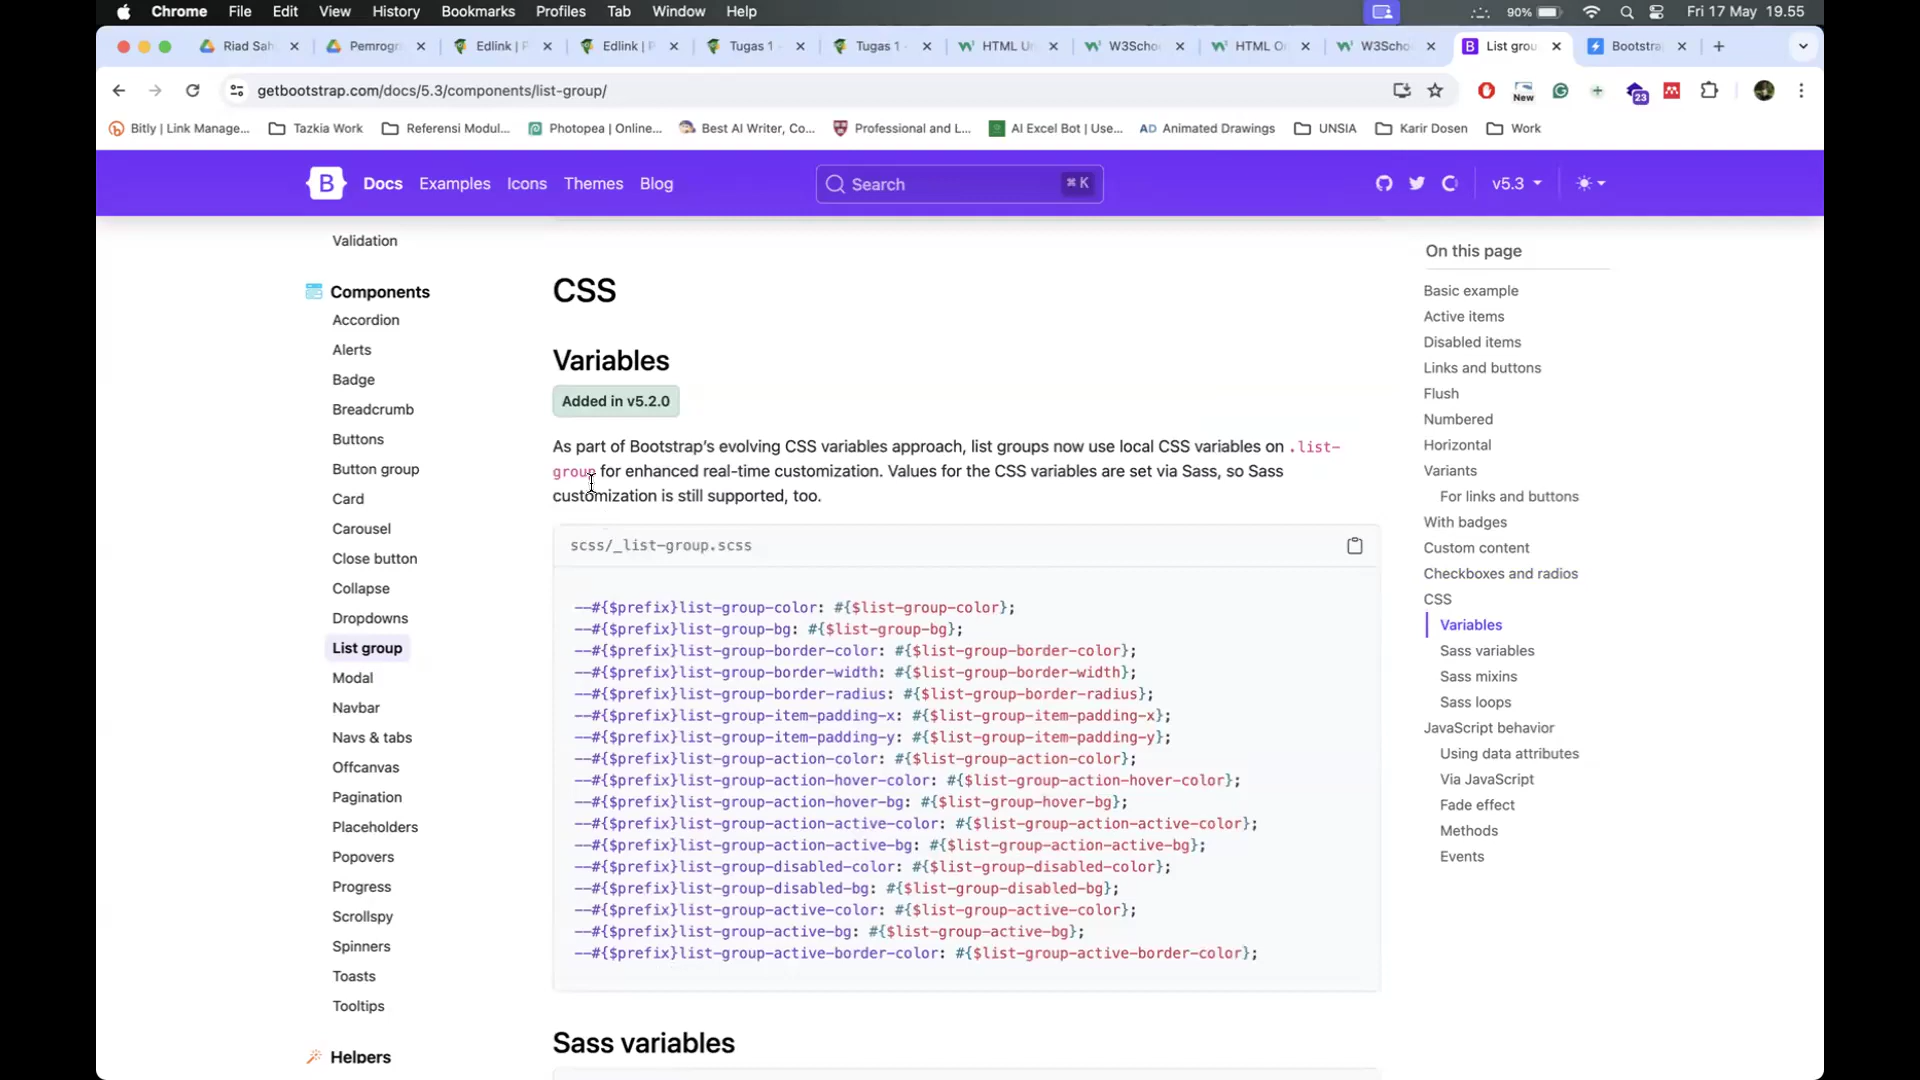 Chrome File Edit View History Bookmarks Profiles Tab Window Help 90% Fri 17 May 19.55
Riad Sah Pemrogr Edlink | P Edlink | P Tugas 1 - Tugas 1 - HTML Un W3Scho HTML O W3Scho List grou Bootstra
getbootstrap.com/docs/5.3/components/list-group/ New 23
Bitly | Link Manage... Tazkia Work Referensi Modul... Photopea | Online... Best AI Writer, Co... Professional and L... AI Excel Bot | Use... AD Animated Drawings UNSIA Karir Dosen Work
B Docs Examples Icons Themes Blog Search ⌘ K v5.3
Validation
Components
Accordion
Alerts
Badge
Breadcrumb
Buttons
Button group
Card
Carousel
Close button
Collapse
Dropdowns
List group
Modal
Navbar
Navs & tabs
Offcanvas
Pagination
Placeholders
Popovers
Progress
Scrollspy
Spinners
Toasts
Tooltips
Helpers
CSS
Variables
Added in v5.2.0
As part of Bootstrap's evolving CSS variables approach, list groups now use local CSS variables on .list-
group for enhanced real-time customization. Values for the CSS variables are set via Sass, so Sass
customization is still supported, too.
scss/_list-group.scss
--#{$prefix}list-group-color: #{$list-group-color};
--#{$prefix}list-group-bg: #{$list-group-bg};
--#{$prefix}list-group-border-color: #{$list-group-border-color};
--#{$prefix}list-group-border-width: #{$list-group-border-width};
--#{$prefix}list-group-border-radius: #{$list-group-border-radius};
--#{$prefix}list-group-item-padding-x: #{$list-group-item-padding-x};
--#{$prefix}list-group-item-padding-y: #{$list-group-item-padding-y};
--#{$prefix}list-group-action-color: #{$list-group-action-color};
--#{$prefix}list-group-action-hover-color: #{$list-group-action-hover-color};
--#{$prefix}list-group-action-hover-bg: #{$list-group-hover-bg};
--#{$prefix}list-group-action-active-color: #{$list-group-action-active-color};
--#{$prefix}list-group-action-active-bg: #{$list-group-action-active-bg};
--#{$prefix}list-group-disabled-color: #{$list-group-disabled-color};
--#{$prefix}list-group-disabled-bg: #{$list-group-disabled-bg};
--#{$prefix}list-group-active-color: #{$list-group-active-color};
--#{$prefix}list-group-active-bg: #{$list-group-active-bg};
--#{$prefix}list-group-active-border-color: #{$list-group-active-border-color};
Sass variables
On this page
Basic example
Active items
Disabled items
Links and buttons
Flush
Numbered
Horizontal
Variants
For links and buttons
With badges
Custom content
Checkboxes and radios
CSS
Variables
Sass variables
Sass mixins
Sass loops
JavaScript behavior
Using data attributes
Via JavaScript
Fade effect
Methods
Events